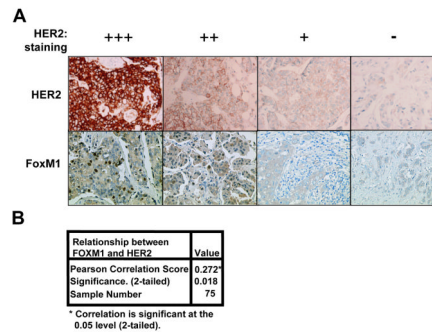 A
HER2: staining +++ ++ + -
HER2
FoxM1
B
Relationship between FOXM1 and HER2 Value
Pearson Correlation Score 0.272*
Significance. (2-tailed) 0.018
Sample Number 75
* Correlation is significant at the
0.05 level (2-tailed).